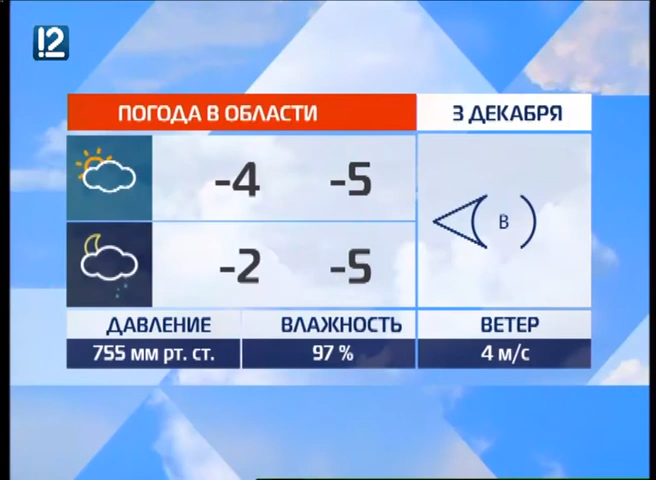 12
ПОГОДА В ОБЛАСТИ
3 ДЕКАБРЯ
-4 -5
В
-2 -5
ДАВЛЕНИЕ
ВЛАЖНОСТЬ
ВЕТЕР
755 мм рт. ст.
97 %
4 м/с